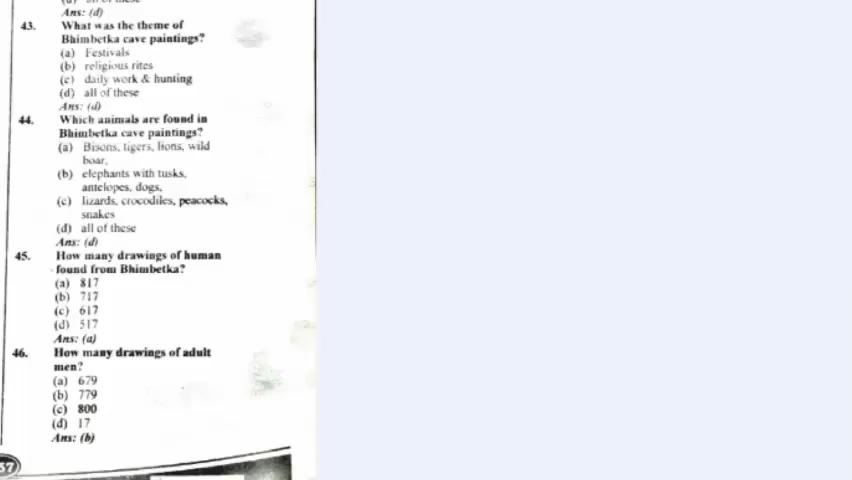 Ans: (d)
43. What was the theme of
Bhimbetka cave paintings?
(a) Festivals
(b) religious rites
(c) daily work & hunting
(d) all of these
Ans: (d)
44. Which animals are found in
Bhimbetka cave paintings?
(a) Bisons, tigers, lions, wild
boar,
(b) elephants with tusks,
antelopes, dogs,
(c) lizards, crocodiles, peacocks,
snakes
(d) all of these
Ans: (d)
45. How many drawings of human
found from Bhimbetka?
(a) 817
(b) 717
(c) 617
(d) 517
Ans: (a)
46. How many drawings of adult
men?
(a) 679
(b) 779
(c) 800
(d) 17
Ans: (b)